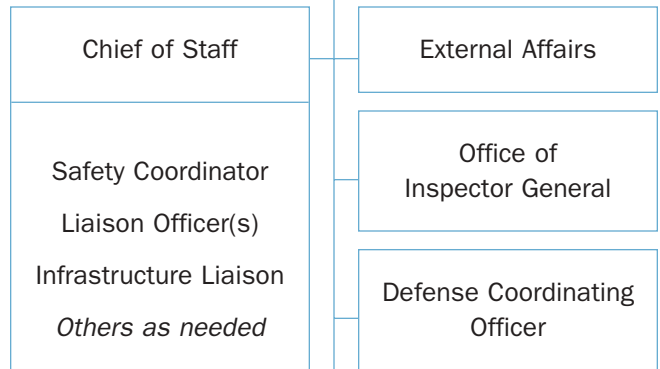 Chief of Staff
Safety Coordinator
Liaison Officer(s)
Infrastructure Liaison
Others as needed
External Affairs
Office of
Inspector General
Defense Coordinating
Officer